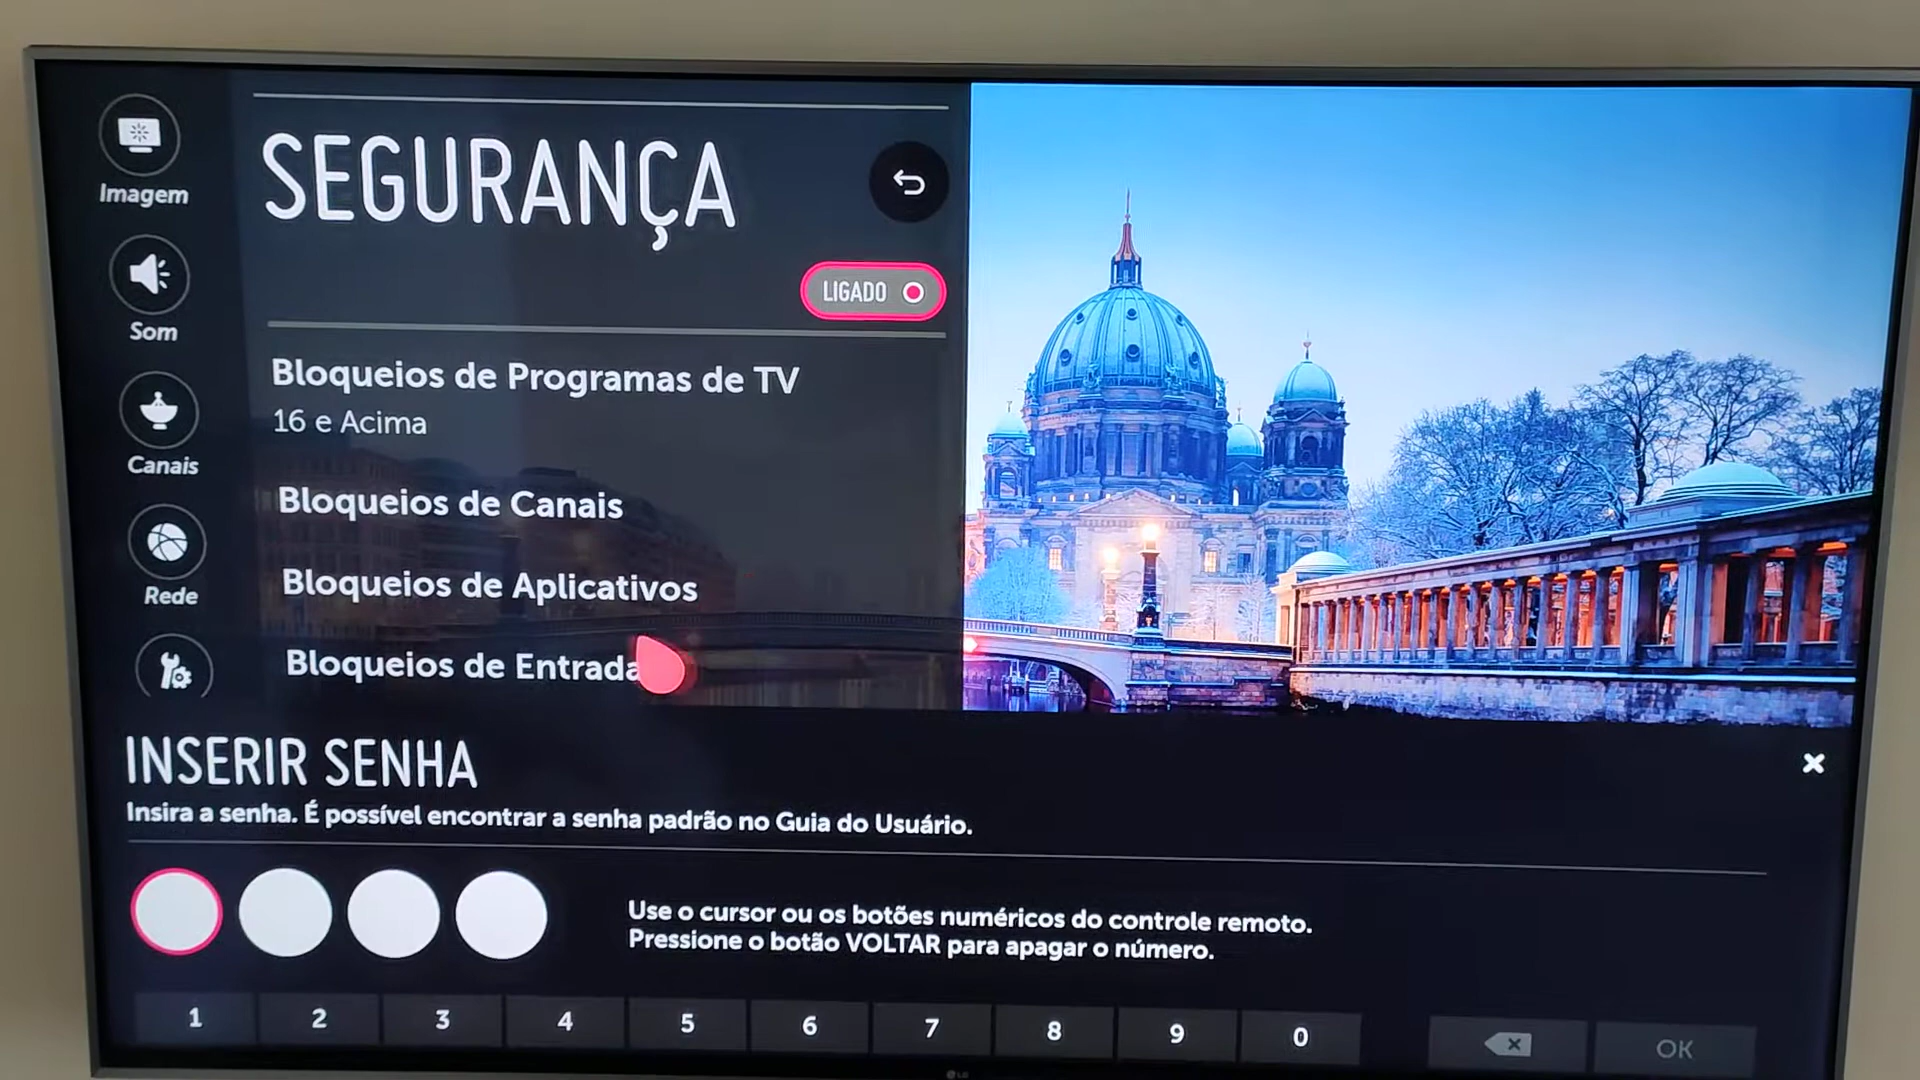 Imagem
Som
Canais
Rede
SEGURANÇA
LIGADO
Bloqueios de Programas de TV
16 e Acima
Bloqueios de Canais
Bloqueios de Aplicativos
Bloqueios de Entrada
INSERIR SENHA
Insira a senha. É possível encontrar a senha padrão no Guia do Usuário.
Use o cursor ou os botões numéricos do controle remoto.
Pressione o botão VOLTAR para apagar o número.
1 2 3 4 5 6 7 8 9 0 OK
LG